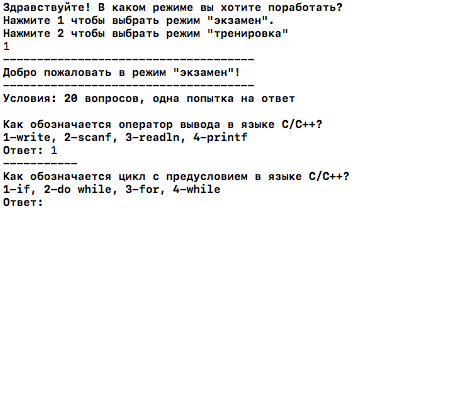 Здравствуйте! В каком режиме вы хотите поработать?
Нажмите 1 чтобы выбрать режим "экзамен".
Нажмите 2 чтобы выбрать режим "тренировка"
1
-------------------------------------
Добро пожаловать в режим "экзамен"!
-------------------------------------
Условия: 20 вопросов, одна попытка на ответ
Как обозначается оператор вывода в языке C/C++?
1-write, 2-scanf, 3-readln, 4-printf
Ответ: 1
-----------
Как обозначается цикл с предусловием в языке C/C++?
1-if, 2-do while, 3-for, 4-while
Ответ: